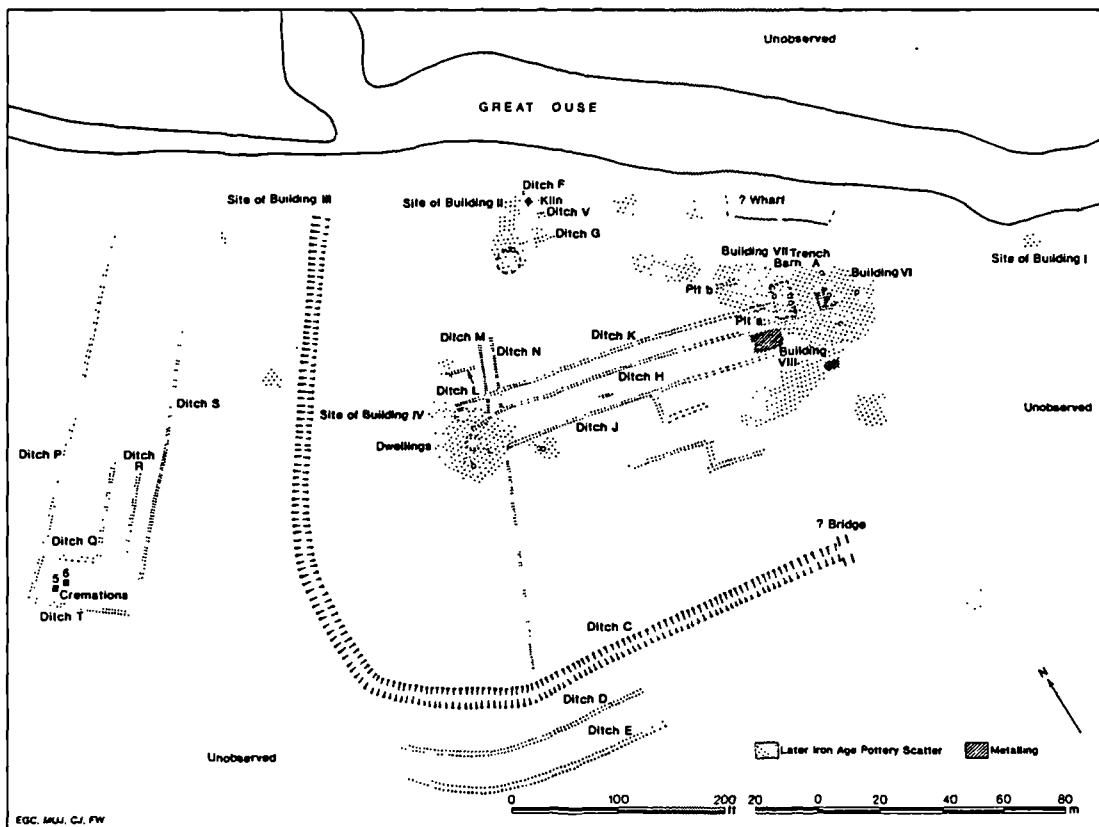 Unobserved
GREAT OUSE
Ditch F
Site of Building III
Site of Building II
Kiln
? Wharf
Ditch V
Ditch G
Building VII
Trench
Barn
A
Site of Building I
Building VI
Pit b
Pit a
Ditch M
Ditch K
Ditch N
Building
VIII
Ditch H
Ditch L
Ditch S
Site of Building IV
Unobserved
Ditch J
Dwellings
Ditch P
Ditch
R
? Bridge
Ditch Q
6
5
Cremations
Ditch T
Ditch C
N
Ditch D
Ditch E
Unobserved
Later Iron Age Pottery Scatter
Metalling
0 100 200
ft
20 0 20 40 60 80
m
EGC, MUJ, CJ, FW